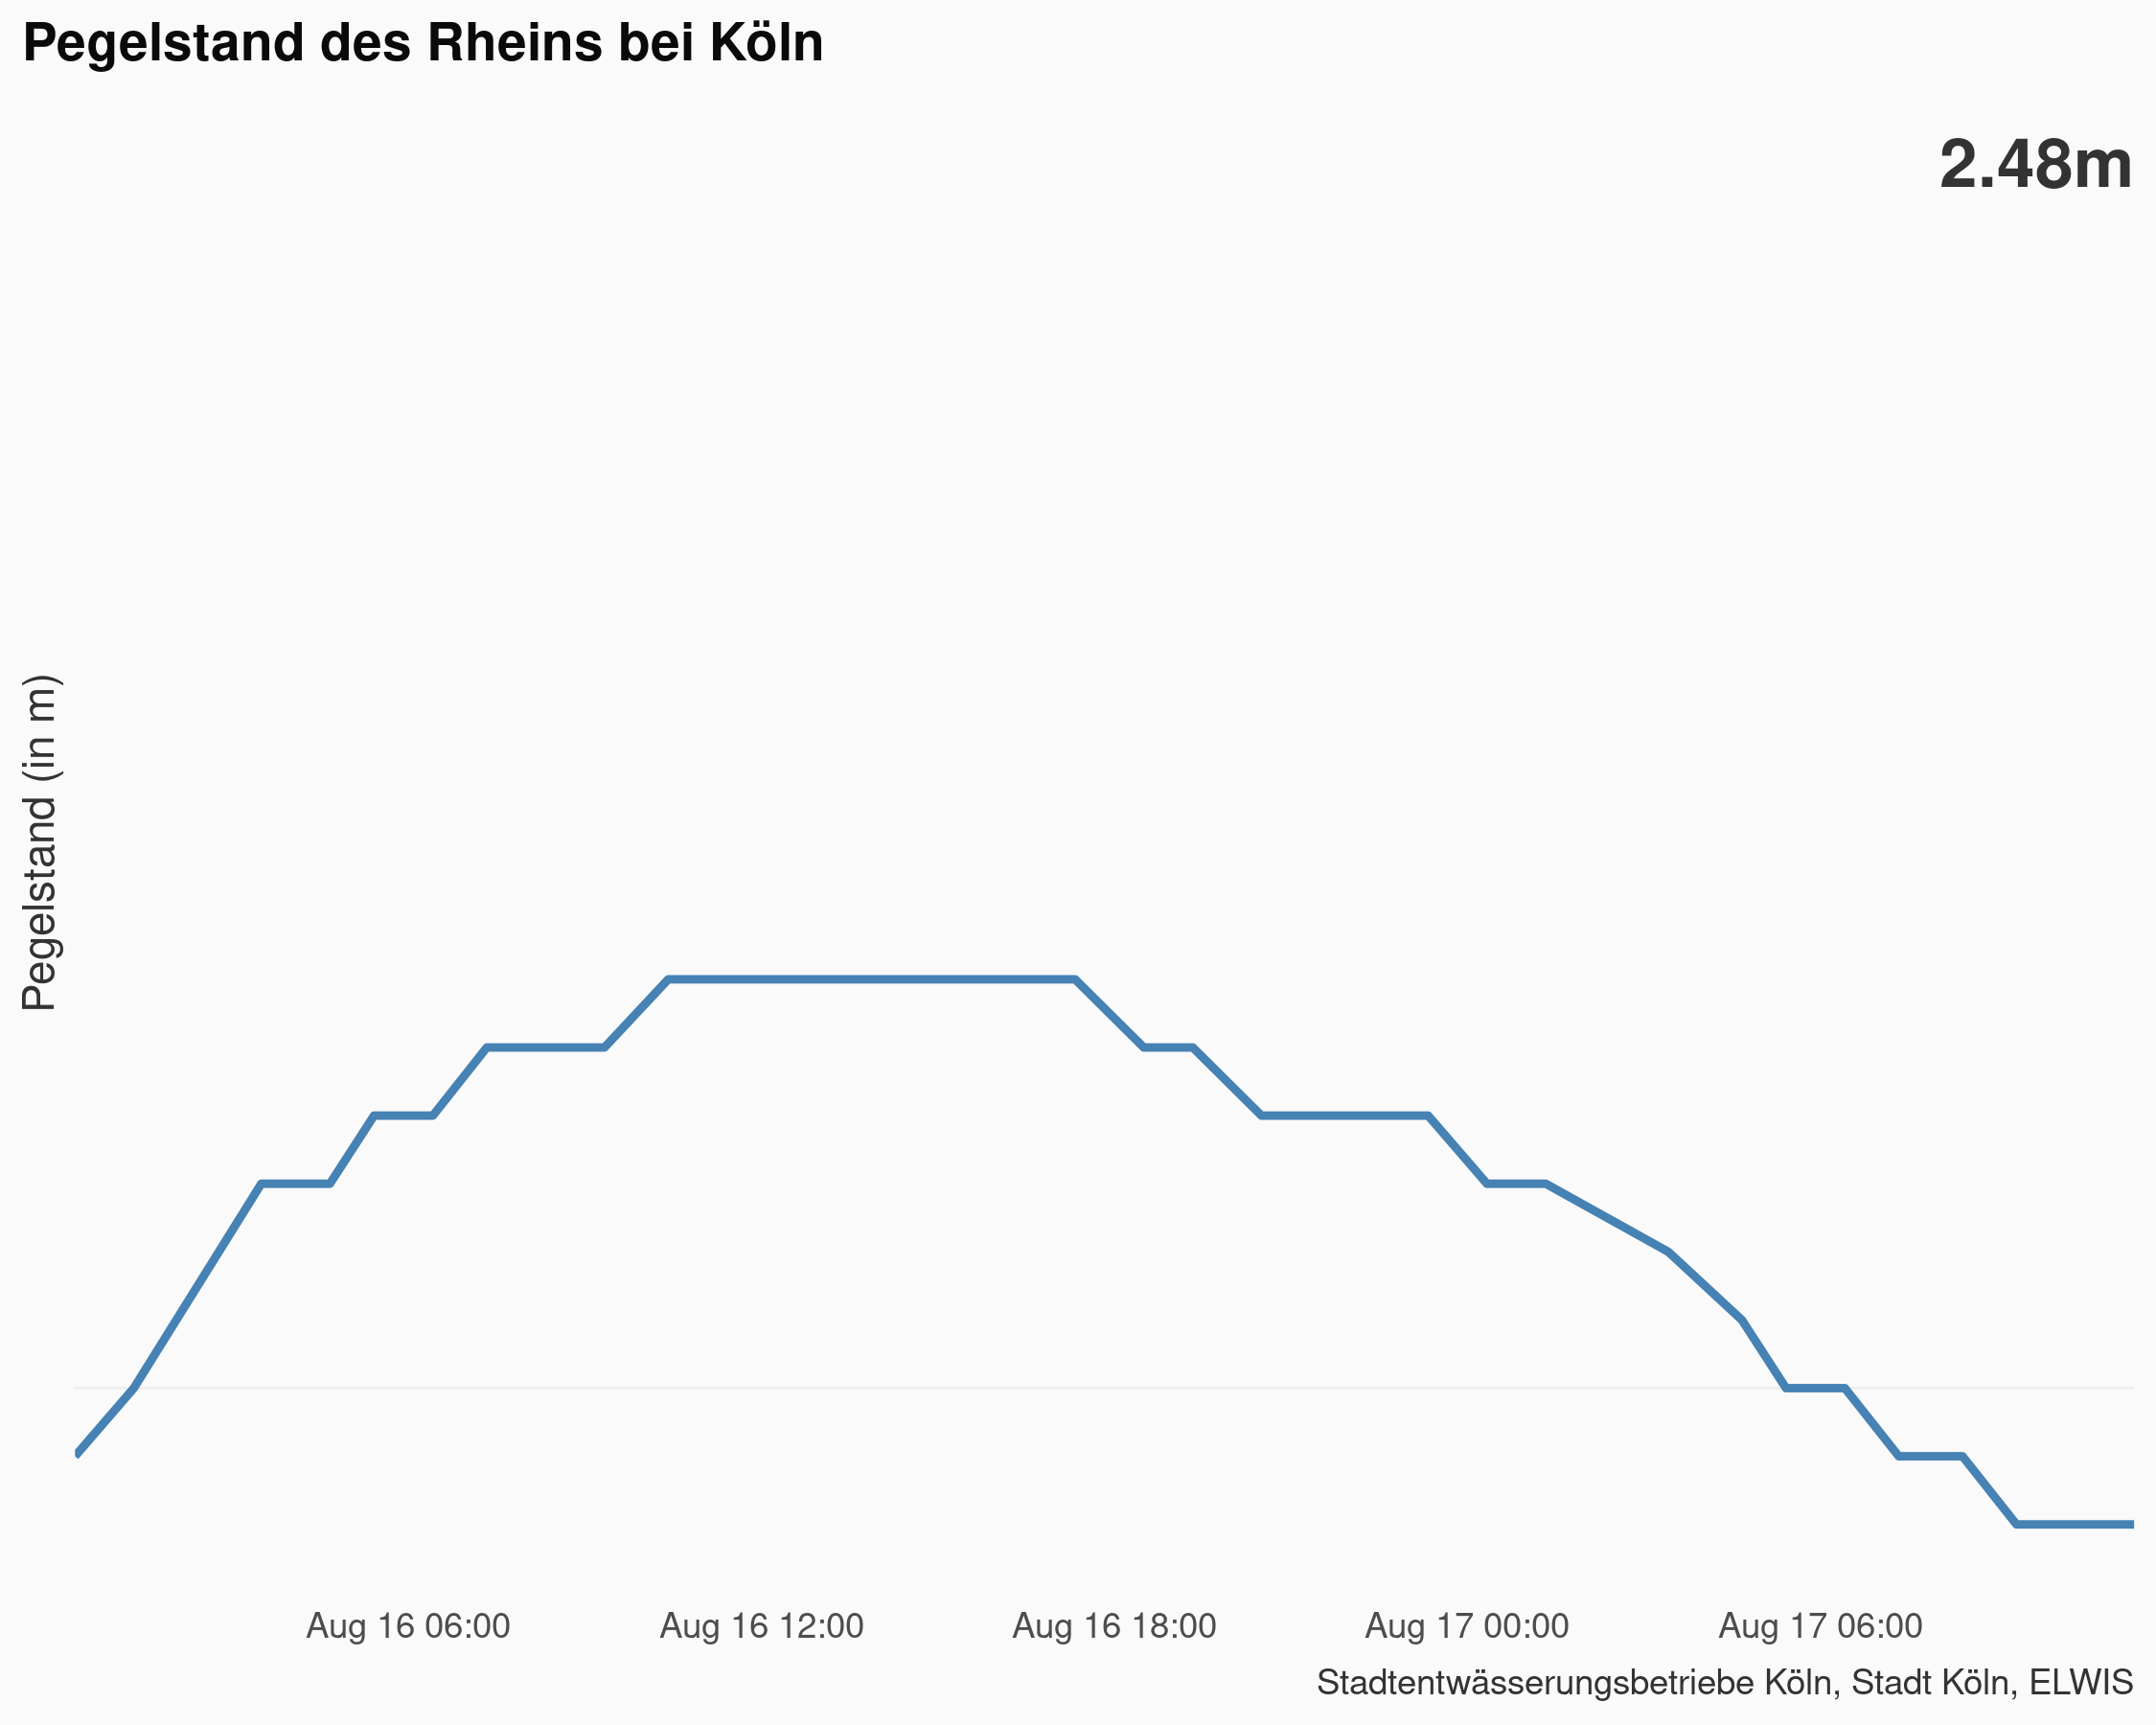 Pegelstand des Rheins bei Köln
2.48m
Pegelstand (in m)
Aug 16 06:00 Aug 16 12:00 Aug 16 18:00 Aug 17 00:00 Aug 17 06:00
Stadtentwässerungsbetriebe Köln, Stadt Köln, ELWIS